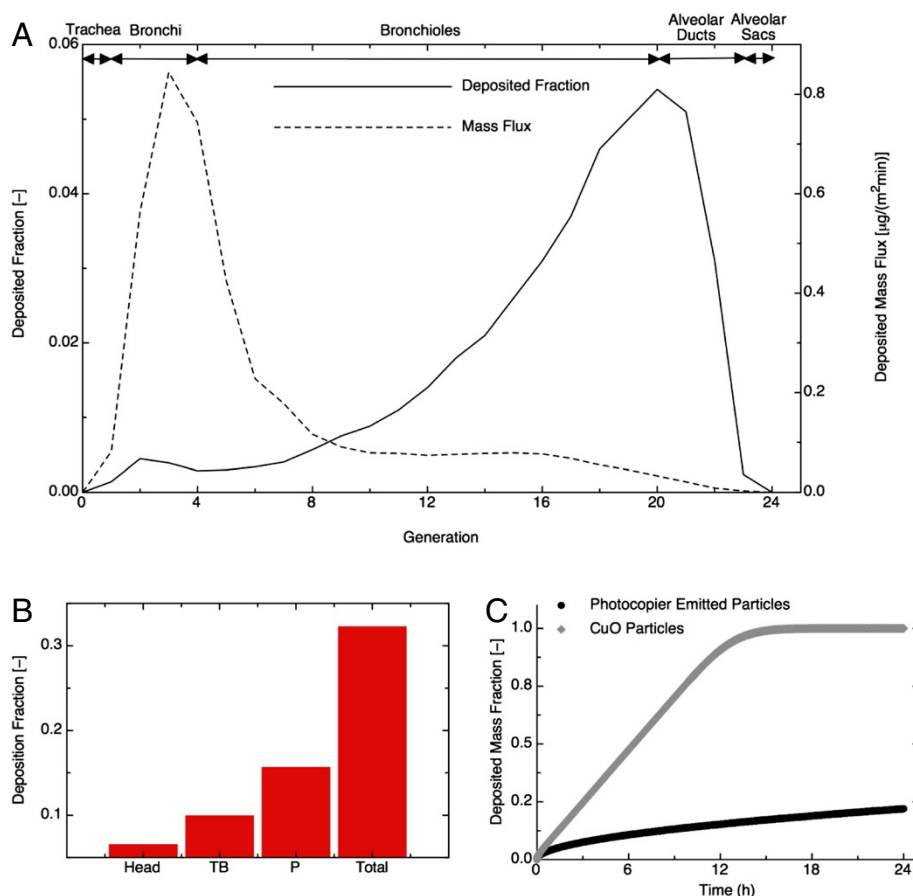 A
Trachea Bronchi Bronchioles Alveolar Ducts Alveolar Sacs
0.06
0.04
0.02
0.00
Deposited Fraction [–]
Deposited Fraction
Mass Flux
0.8
0.6
0.4
0.2
0.0
Deposited Mass Flux [µg/(m²min)]
0 4 8 12 16 20 24
Generation
B
0.3
0.3
0.1
Deposition Fraction [–]
Head TB P Total
C
Photocopier Emitted Particles
CuO Particles
1.0
0.8
0.5
0.2
0.0
Deposited Mass Fraction [–]
0 6 12 18 24
Time (h)